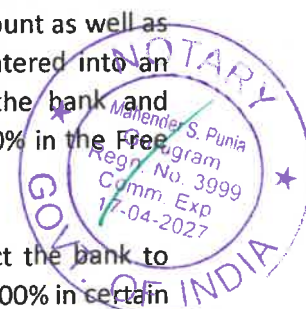 ount as well as
ntered into an
the bank and
0% in the Free
ct the bank to
00% in certain
NOTARY
Mahender S. Punia
Gurugram
Regn. No. 3999
Comm. Exp
17-04-2027
GOVT. OF INDIA